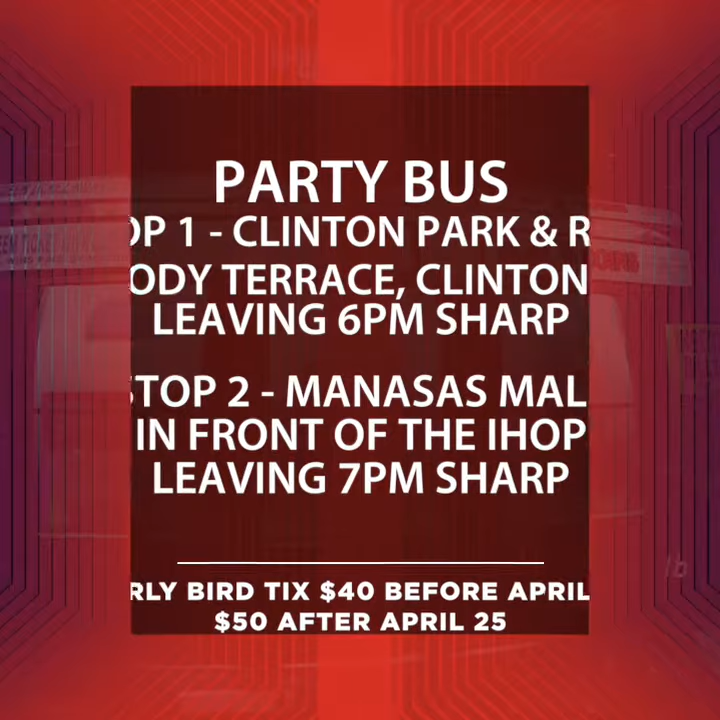 PARTY BUS
OP 1 - CLINTON PARK & R
ODY TERRACE, CLINTON
LEAVING 6PM SHARP
TOP 2 - MANASAS MAL
IN FRONT OF THE IHOP
LEAVING 7PM SHARP
RLY BIRD TIX $40 BEFORE APRIL
$50 AFTER APRIL 25